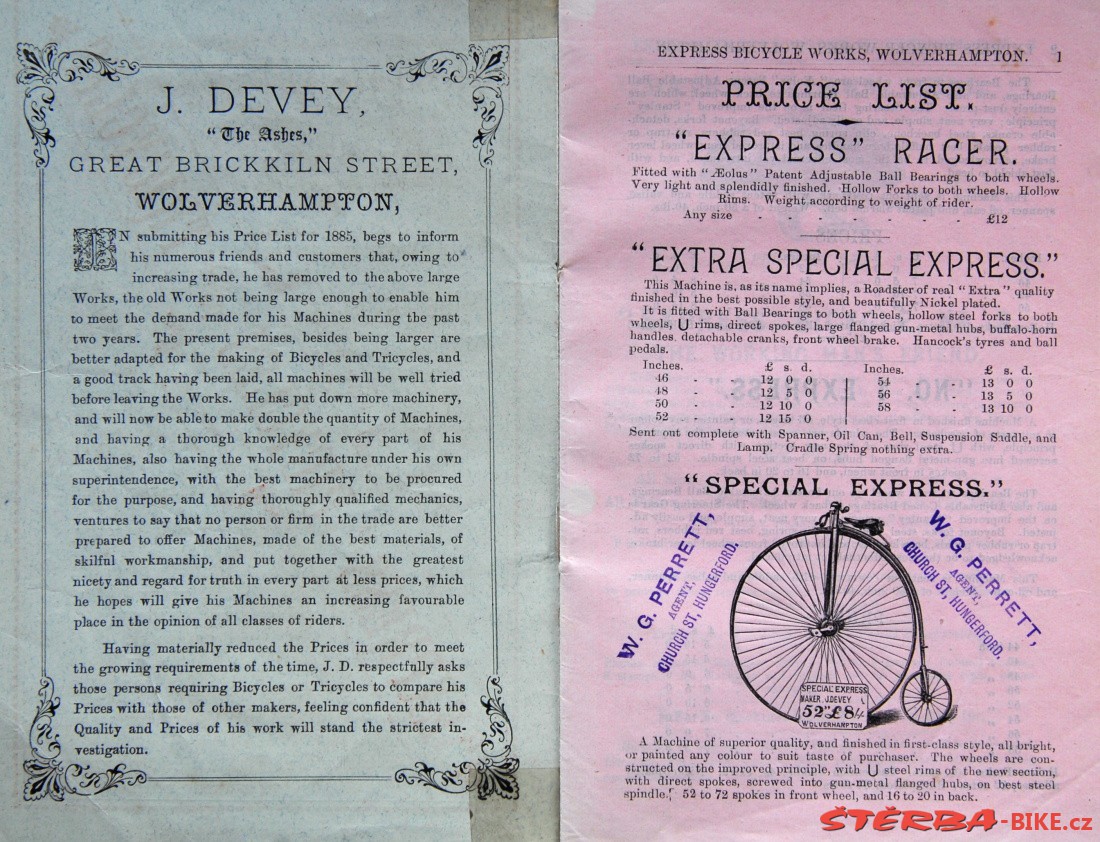 J. DEVEY,
"The Ashes,"
GREAT BRICKKILN STREET,
WOLVERHAMPTON,
IN submitting his Price List for 1885, begs to inform
his numerous friends and customers that, owing to
increasing trade, he has removed to the above large
Works, the old Works not being large enough to enable him
to meet the demand made for his Machines during the past
two years. The present premises, besides being larger are
better adapted for the making of Bicycles and Tricycles, and
a good track having been laid, all machines will be well tried
before leaving the Works. He has put down more machinery,
and will now be able to make double the quantity of Machines,
and having a thorough knowledge of every part of his
Machines, also having the whole manufacture under his own
superintendence, with the best machinery to be procured
for the purpose, and having thoroughly qualified mechanics,
ventures to say that no person or firm in the trade are better
prepared to offer Machines, made of the best materials, of
skilful workmanship, and put together with the greatest
nicety and regard for truth in every part at less prices, which
he hopes will give his Machines an increasing favourable
place in the opinion of all classes of riders.
Having materially reduced the Prices in order to meet
the growing requirements of the time, J. D. respectfully asks
those persons requiring Bicycles or Tricycles to compare his
Prices with those of other makers, feeling confident that the
Quality and Prices of his work will stand the strictest in-
vestigation.
EXPRESS BICYCLE WORKS, WOLVERHAMPTON. 1
PRICE LIST.
"EXPRESS" RACER.
Fitted with "Æolus" Patent Adjustable Ball Bearings to both wheels.
Very light and splendidly finished. Hollow Forks to both wheels. Hollow
Rims. Weight according to weight of rider.
Any size - - - - - - £12
"EXTRA SPECIAL EXPRESS."
This Machine is, as its name implies, a Roadster of real "Extra" quality
finished in the best possible style, and beautifully Nickel plated.
It is fitted with Ball Bearings to both wheels, hollow steel forks to both
wheels, U rims, direct spokes, large flanged gun-metal hubs, buffalo-horn
handles, detachable cranks, front wheel brake. Hancock's tyres and ball
pedals.
Inches. £ s. d. Inches. £ s. d.
46 - - 12 0 0 54 - - 13 0 0
48 - - 12 5 0 56 - - 13 5 0
50 - - 12 10 0 58 - - 13 10 0
52 - - 12 15 0
Sent out complete with Spanner, Oil Can, Bell, Suspension Saddle, and
Lamp. Cradle Spring nothing extra.
"SPECIAL EXPRESS."
W. G. PERRETT,
AGENT,
CHURCH ST, HUNGERFORD.
W. G. PERRETT,
AGENT,
CHURCH ST, HUNGERFORD.
SPECIAL EXPRESS
MAKER J. DEVEY
52" £8/4
WOLVERHAMPTON
A Machine of superior quality, and finished in first-class style, all bright,
or painted any colour to suit taste of purchaser. The wheels are con-
structed on the improved principle, with U steel rims of the new section,
with direct spokes, screwed into gun-metal flanged hubs, on best steel
spindle. 52 to 72 spokes in front wheel, and 16 to 20 in back.
ŠTĚRBA-BIKE.cz